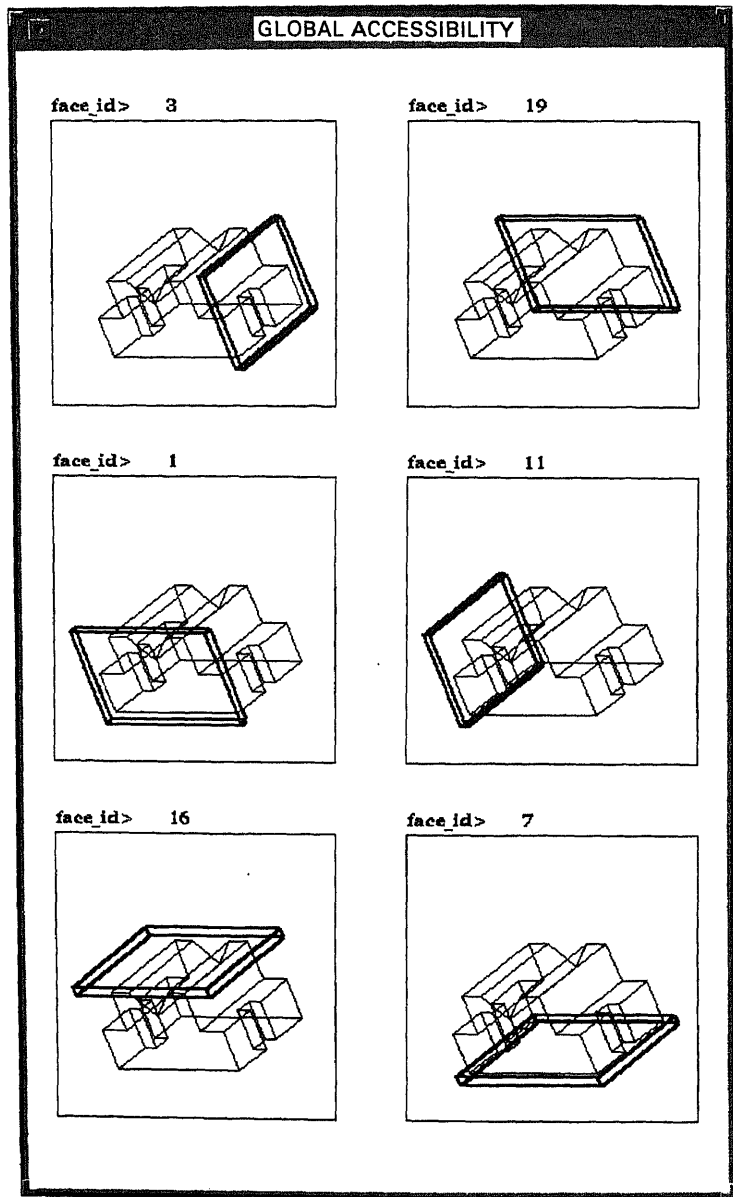 GLOBAL ACCESSIBILITY
face_id> 3
face_id> 19
face_id> 1
face_id> 11
face_id> 16
face_id> 7